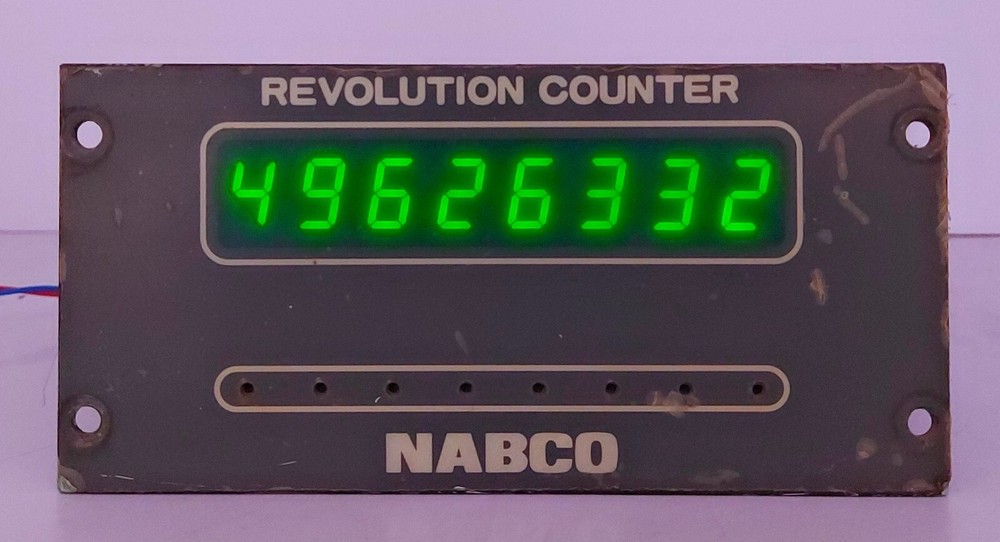 REVOLUTION COUNTER
49626332
NABCO